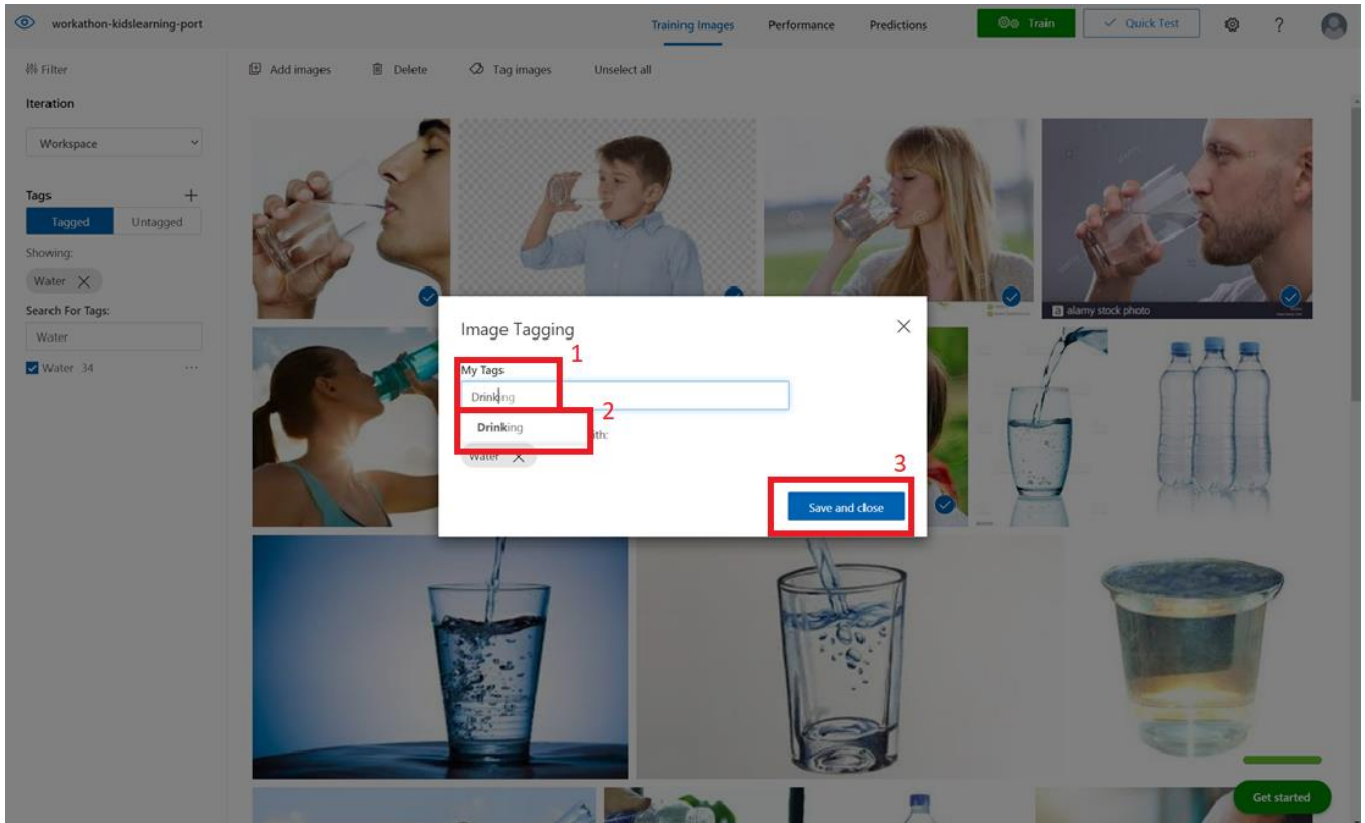 workathon-kidslearning-port
Training Images
Performance
Predictions
Train
Quick Test
?
Filter
Add images
Delete
Tag images
Unselect all
Iteration
Workspace
Tags
+
Tagged
Untagged
Showing:
Water
Search For Tags:
Water
Water 34
...
a alamy stock photo
Image Tagging
1
My Tags:
Drinking
2
Drinking
ith:
Water
3
Save and close
Get started